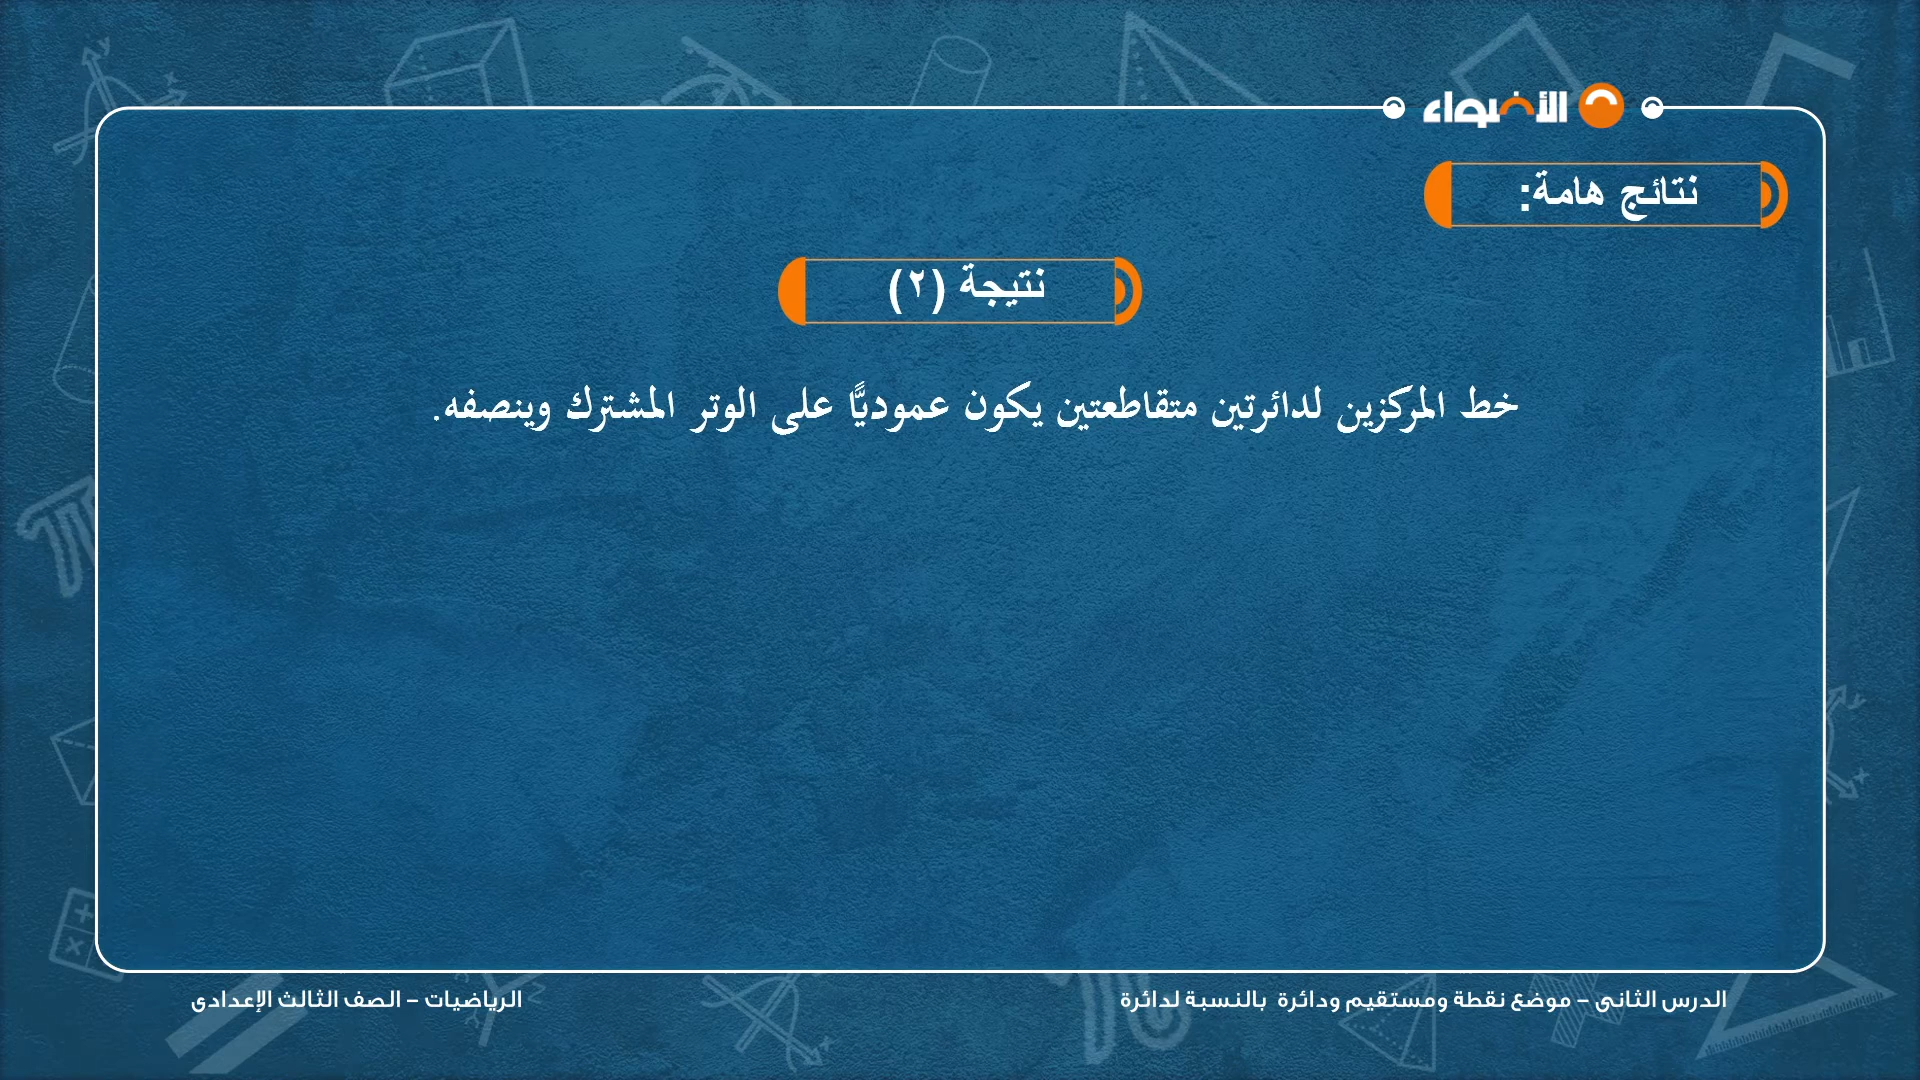 الأضواء
نتائج هامة:
نتيجة (٢)
خط المركزين لدائرتين متقاطعتين يكون عموديًّا على الوتر المشترك وينصفه.
الدرس الثانى – موضع نقطة ومستقيم ودائرة بالنسبة لدائرة
الرياضيات – الصف الثالث الإعدادى